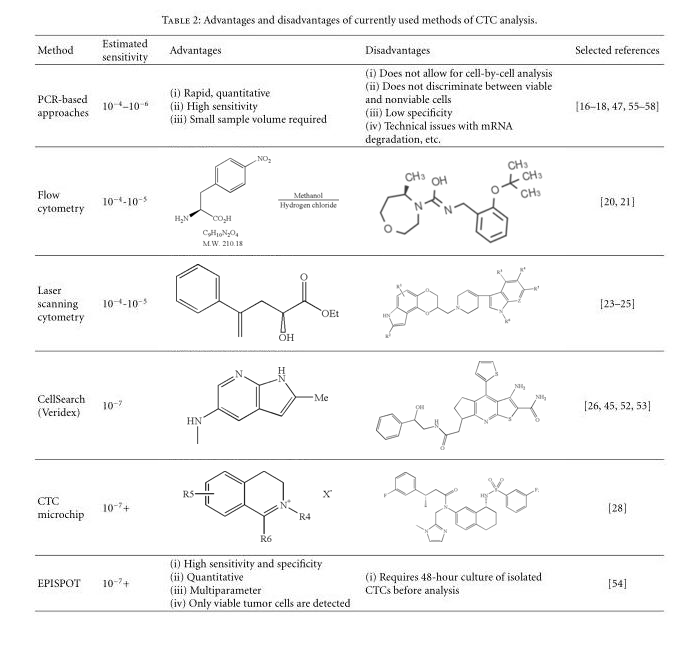 TABLE 2: Advantages and disadvantages of currently used methods of CTC analysis.
Method Estimated sensitivity Advantages Disadvantages Selected references
PCR-based approaches
10⁻⁴–10⁻⁶
(i) Rapid, quantitative
(ii) High sensitivity
(iii) Small sample volume required
(i) Does not allow for cell-by-cell analysis
(ii) Does not discriminate between viable
and nonviable cells
(iii) Low specificity
(iv) Technical issues with mRNA
degradation, etc.
[16–18, 47, 55–58]
Flow
cytometry
10⁻⁴-10⁻⁵
NO₂
H₂N
CO₂H
C₉H₁₀N₂O₄
M.W. 210.18
Methanol
Hydrogen chloride
CH₃
OH
N
N
O
O
CH₃
CH₃
CH₃
[20, 21]
Laser
scanning
cytometry
10⁻⁴-10⁻⁵
O
OEt
OH
HN
O
O
N
N
[23–25]
CellSearch
(Veridex)
10⁻⁷
N
H
N
Me
HN
S
OH
H
N
O
N
S
NH₂
NH₂
O
[26, 45, 52, 53]
CTC
microchip
10⁻⁷+
R5
N⁺
R4
R6
X⁻
F
O
N
N
N
HN
S
O
O
[28]
EPISPOT
10⁻⁷+
(i) High sensitivity and specificity
(ii) Quantitative
(iii) Multiparameter
(iv) Only viable tumor cells are detected
(i) Requires 48-hour culture of isolated
CTCs before analysis
[54]